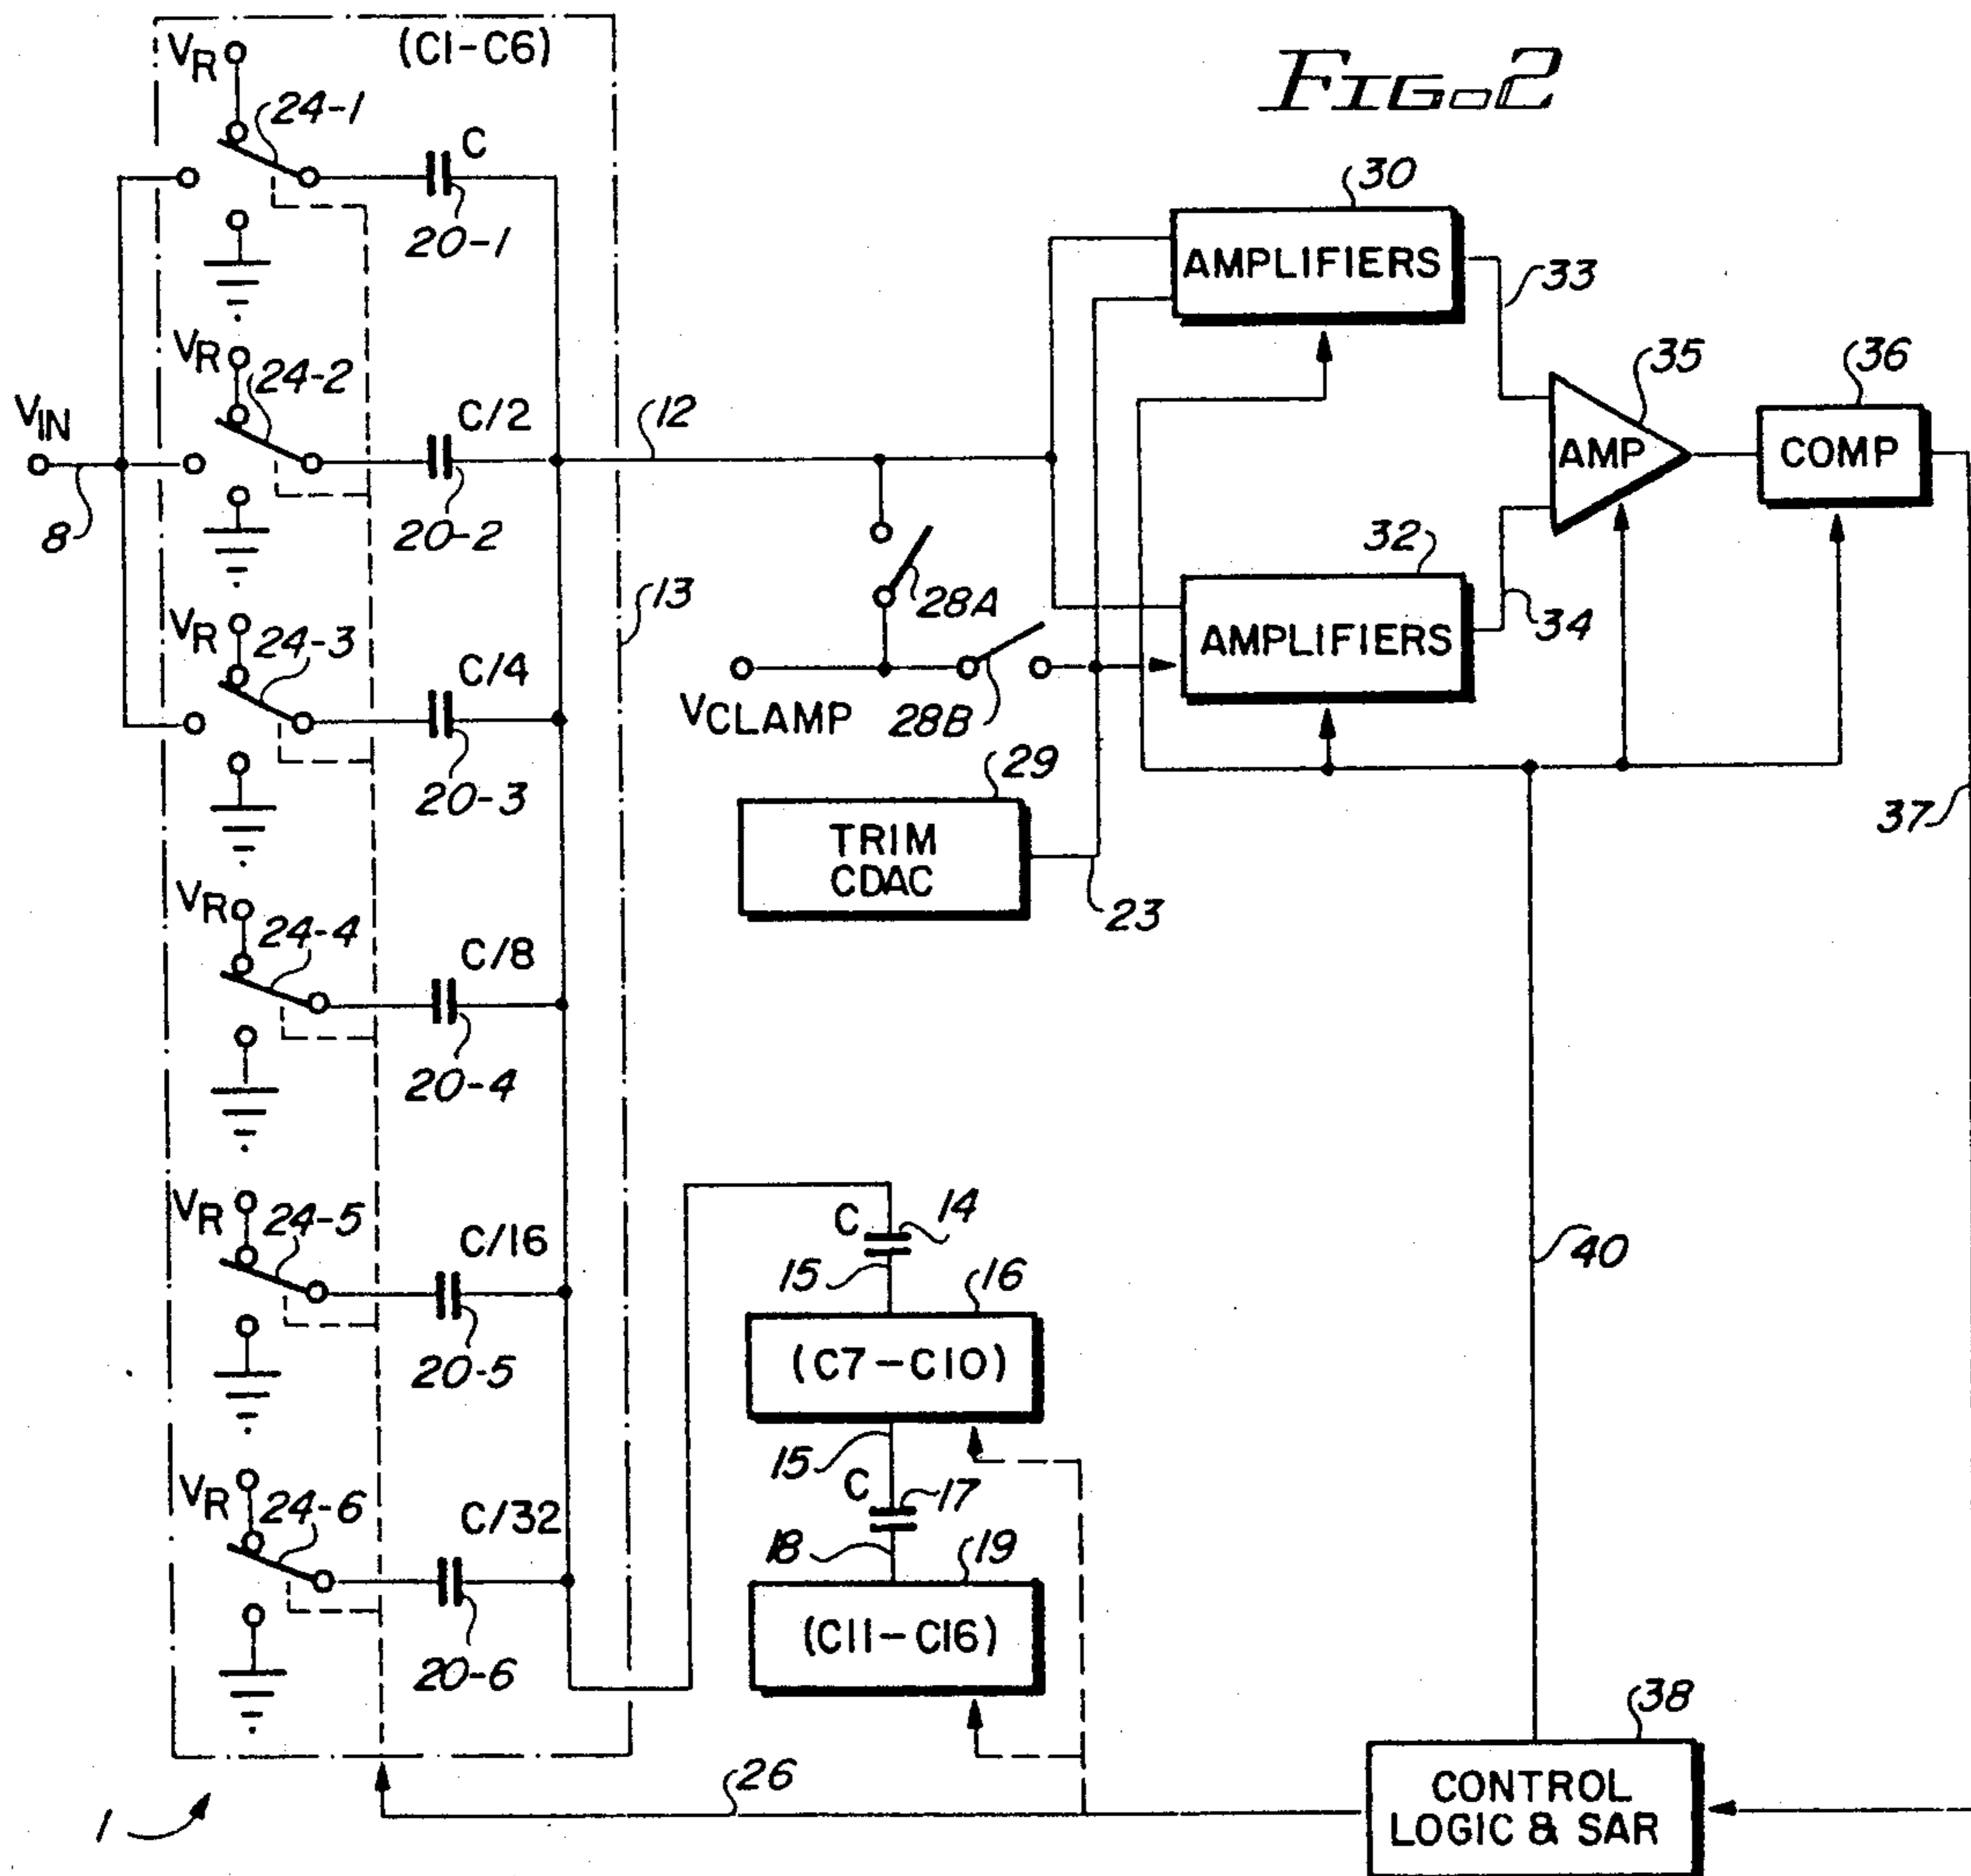 FIG. 2
(C1-C6)
VR
24-1
C
20-1
VR
24-2
C/2
20-2
VIN
8
VR
24-3
C/4
20-3
VR
24-4
C/8
20-4
VR
24-5
C/16
20-5
VR
24-6
C/32
20-6
12
13
28A
28B
VCLAMP
29
TRIM
CDAC
23
30
AMPLIFIERS
33
32
AMPLIFIERS
34
35
AMP
36
COMP
37
40
C
14
15
16
(C7-C10)
15
C
17
18
19
(C11-C16)
26
38
CONTROL
LOGIC & SAR
1